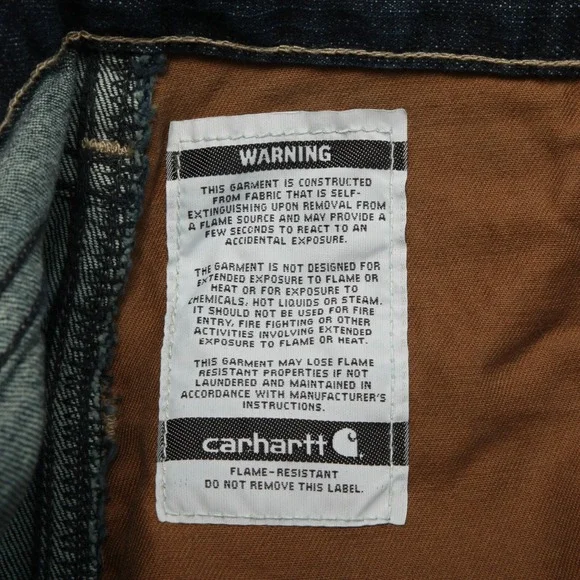 WARNING
THIS GARMENT IS CONSTRUCTED
FROM FABRIC THAT IS SELF-
EXTINGUISHING UPON REMOVAL FROM
A FLAME SOURCE AND MAY PROVIDE A
FEW SECONDS TO REACT TO AN
ACCIDENTAL EXPOSURE.
THE GARMENT IS NOT DESIGNED FOR
EXTENDED EXPOSURE TO FLAME OR
HEAT OR FOR EXPOSURE TO
CHEMICALS, HOT LIQUIDS OR STEAM.
IT SHOULD NOT BE USED FOR FIRE
ENTRY, FIRE FIGHTING OR OTHER
ACTIVITIES INVOLVING EXTENDED
EXPOSURE TO FLAME OR HEAT.
THIS GARMENT MAY LOSE FLAME
RESISTANT PROPERTIES IF NOT
LAUNDERED AND MAINTAINED IN
ACCORDANCE WITH MANUFACTURER'S
INSTRUCTIONS.
carhartt
FLAME-RESISTANT
DO NOT REMOVE THIS LABEL.